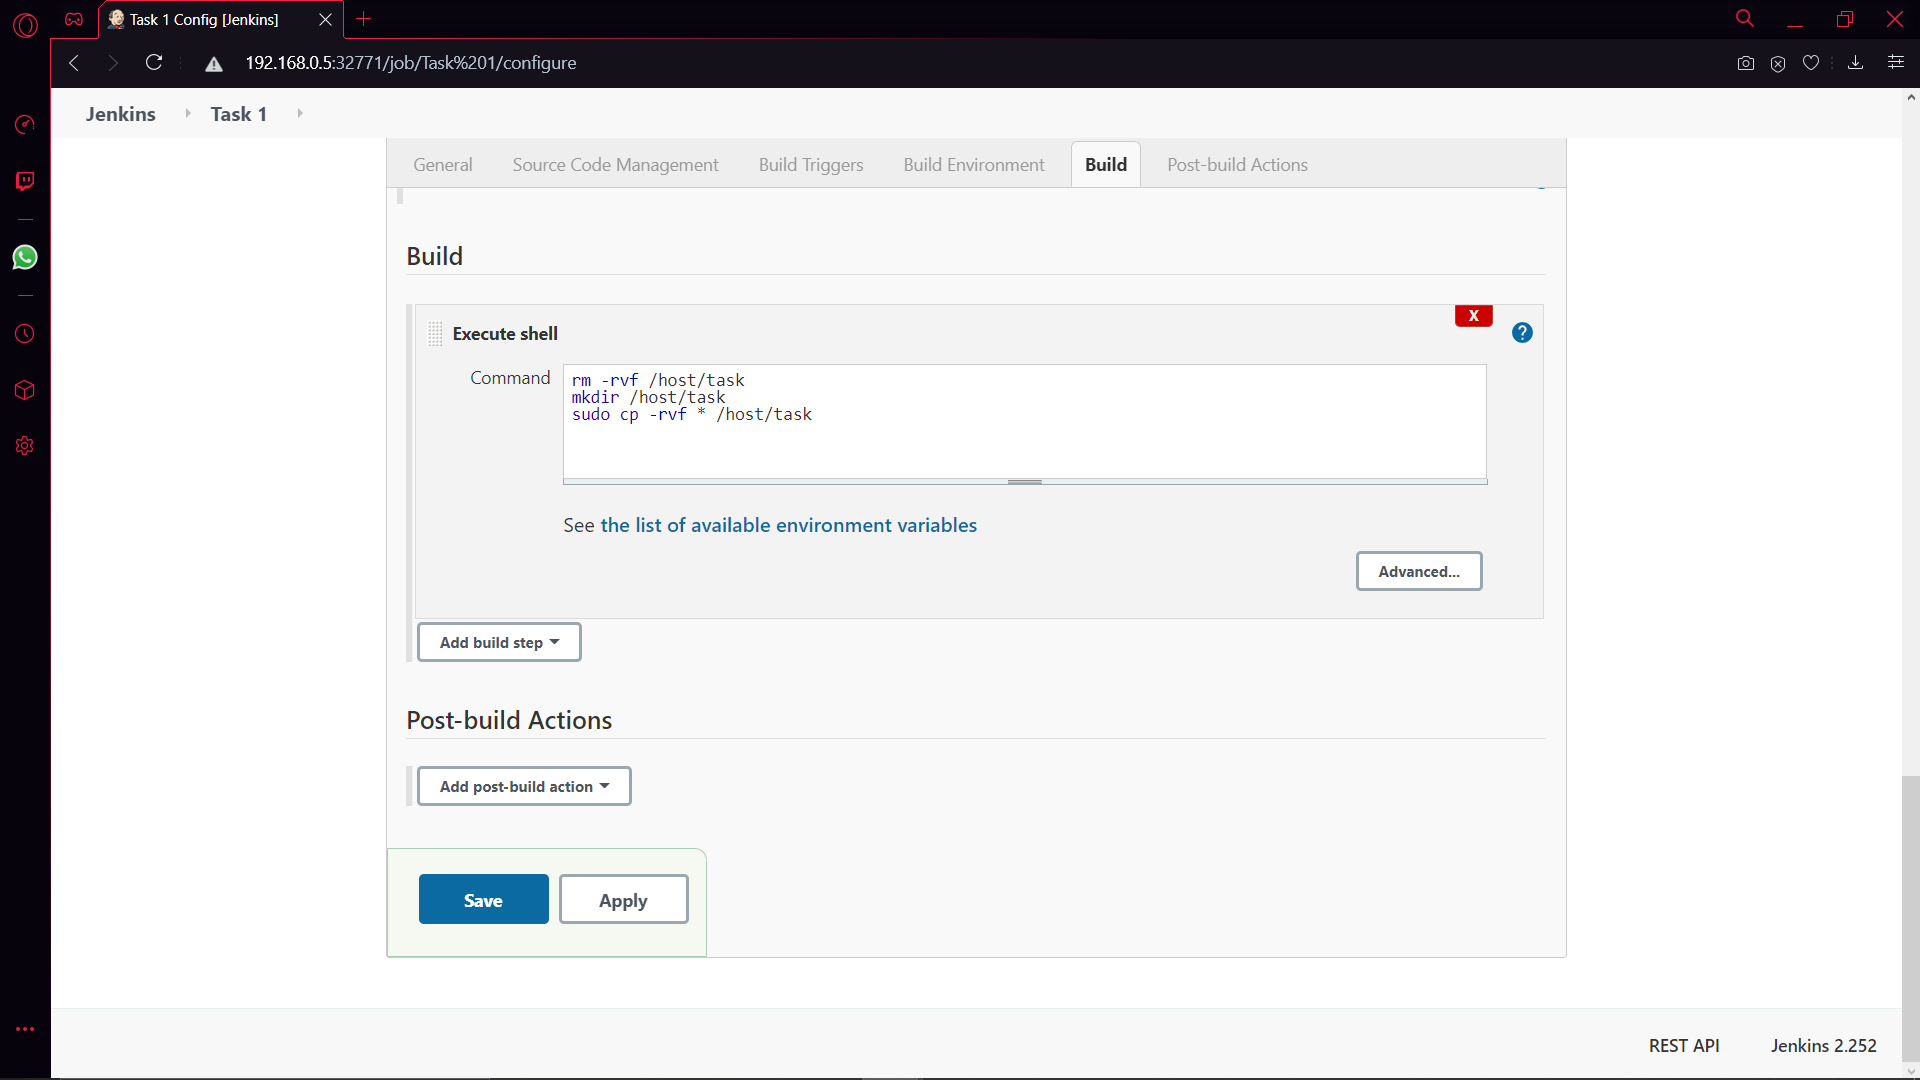 Task 1 Config [Jenkins]
192.168.0.5:32771/job/Task%201/configure
Jenkins Task 1
General Source Code Management Build Triggers Build Environment Build Post-build Actions
Build
X
Execute shell
?
Command
rm -rvf /host/task
mkdir /host/task
sudo cp -rvf * /host/task
See the list of available environment variables
Advanced...
Add build step
Post-build Actions
Add post-build action
Save Apply
REST API Jenkins 2.252